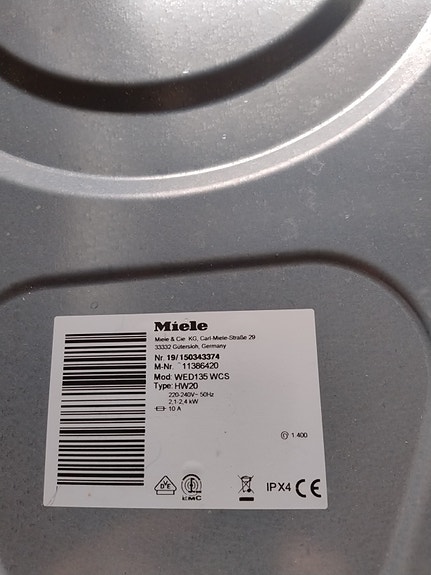 Miele
Miele & Cie. KG, Carl-Miele-Straße 29
33332 Gütersloh, Germany
Nr. 19/ 150343374
M-Nr. 11386420
Mod: WED135 WCS
Type: HW20
220-240V~ 50Hz
2,1-2,4 kW
10 A
1.400
VDE
EMC
IPX4 CE